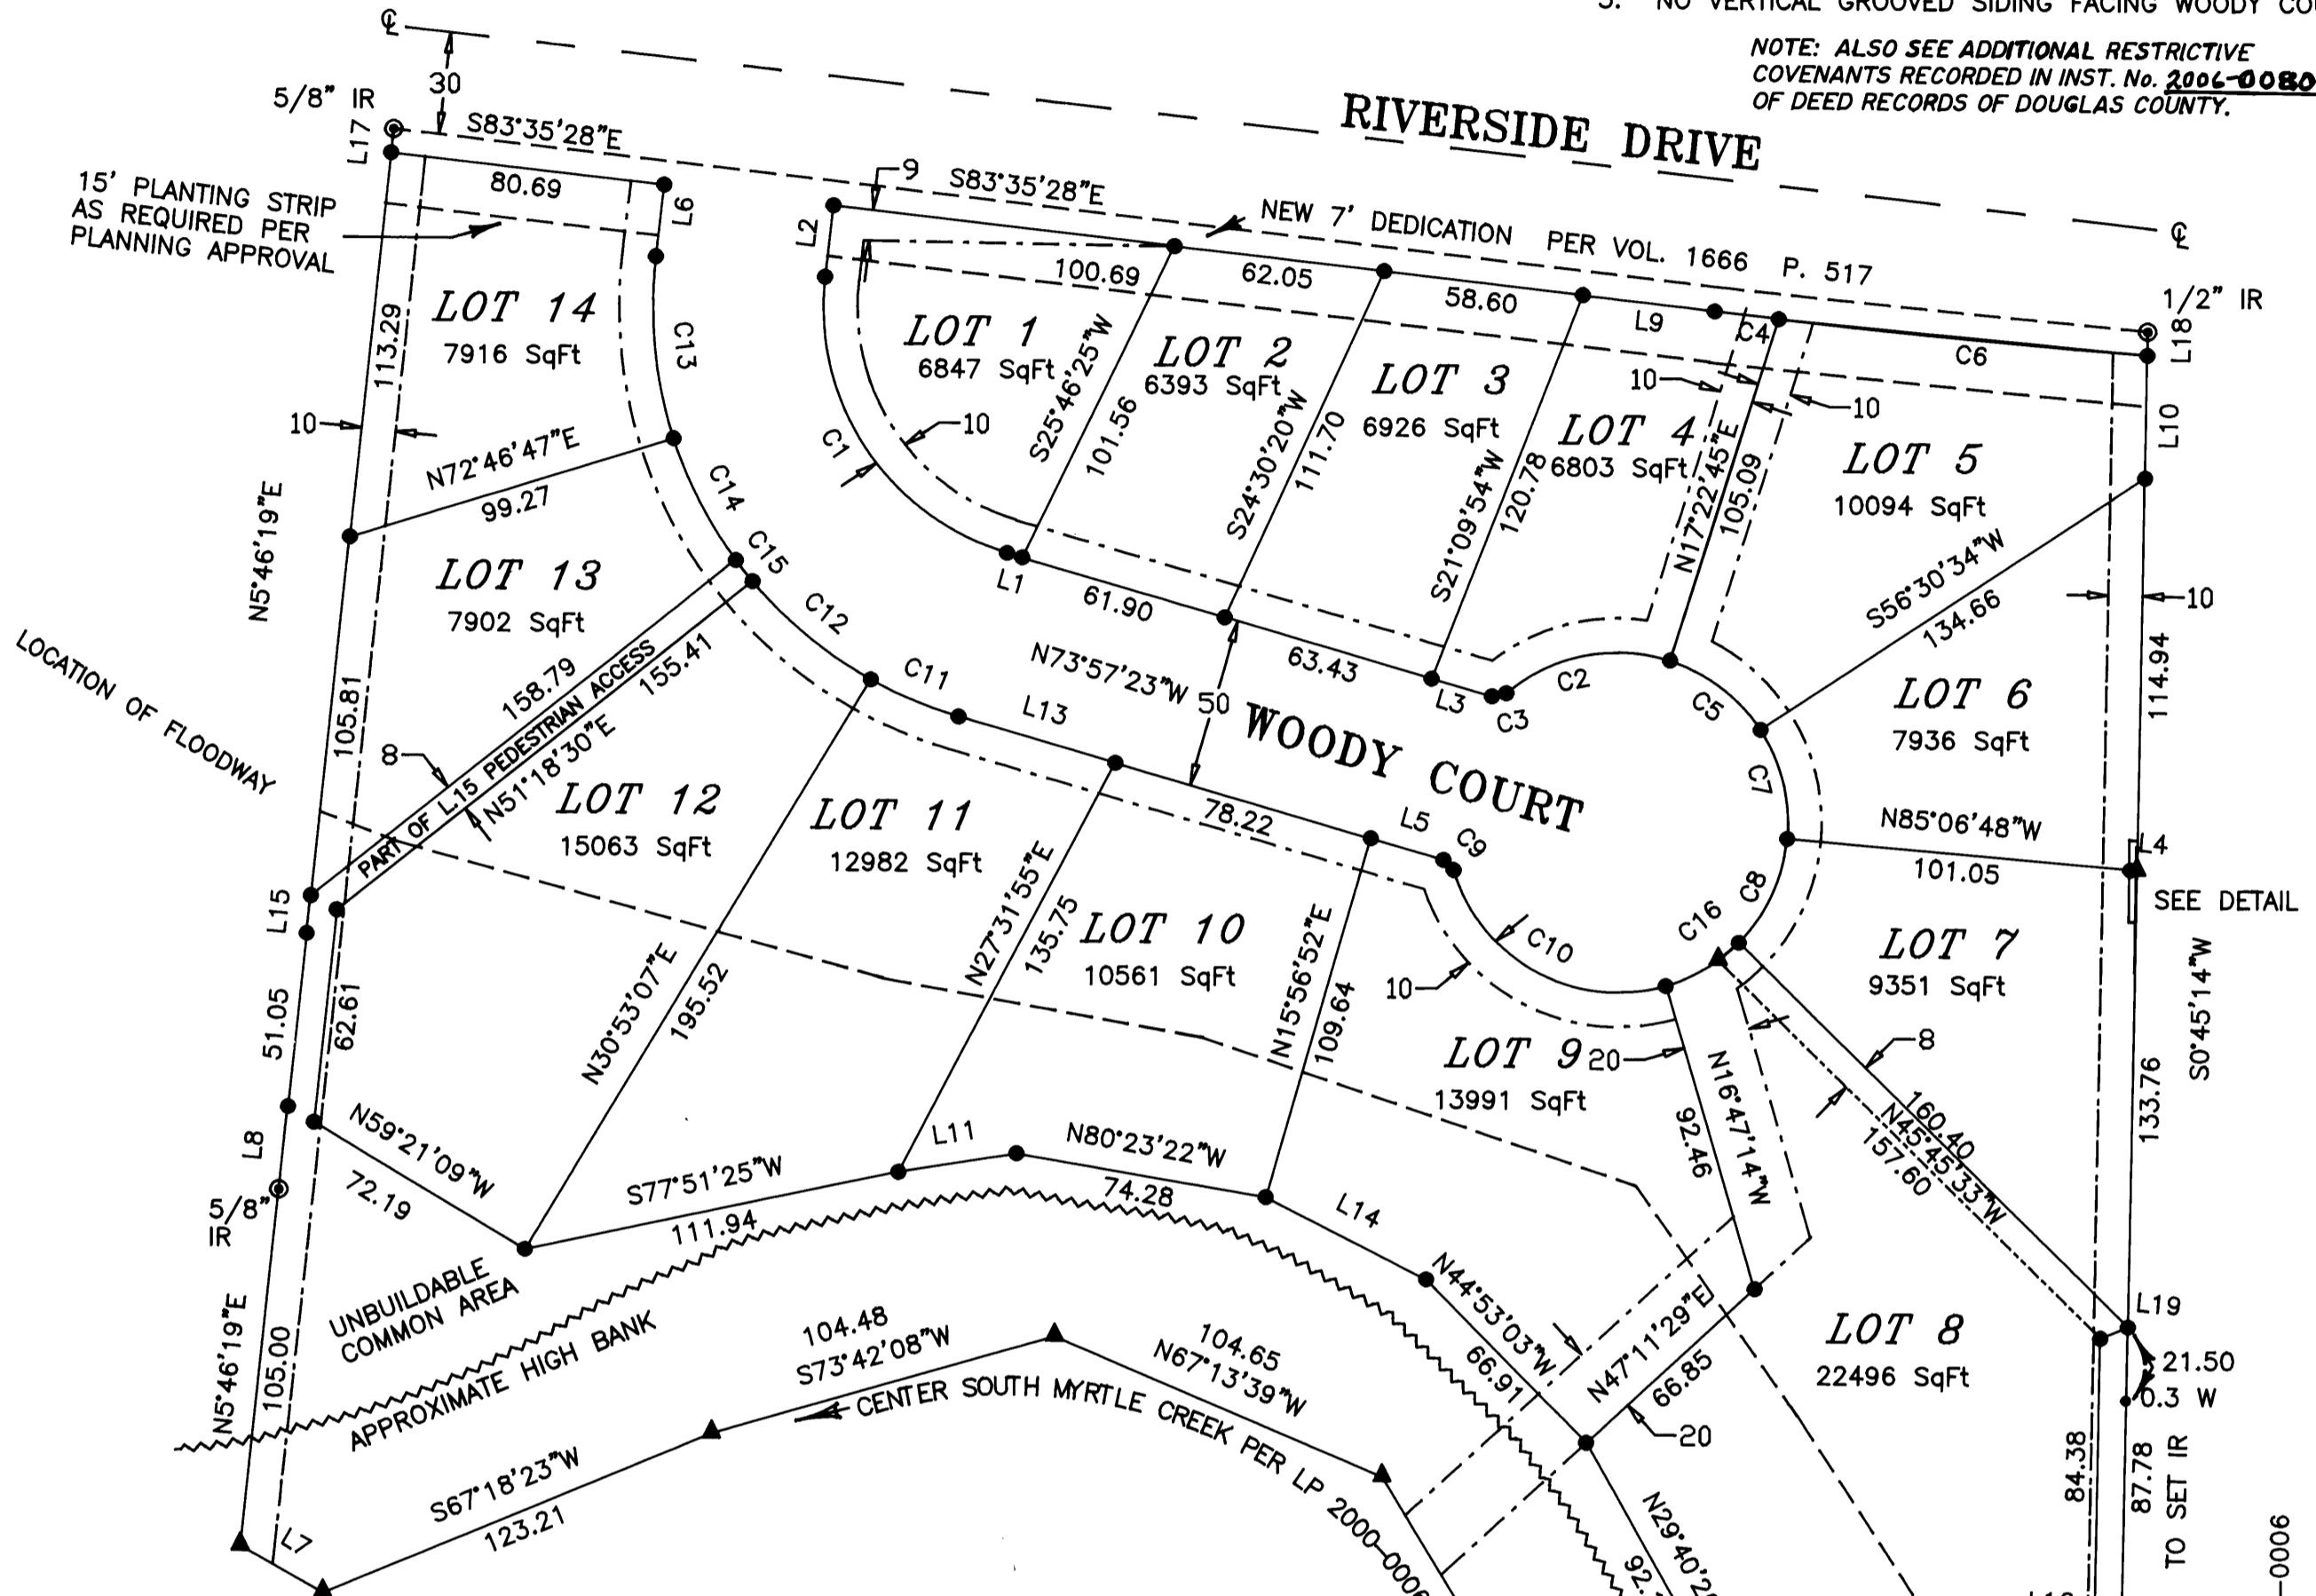 3. NO VERTICAL GROOVED SIDING FACING WOODY
NOTE: ALSO SEE ADDITIONAL RESTRICTIVE
COVENANTS RECORDED IN INST. No. 2006-0080
OF DEED RECORDS OF DOUGLAS COUNTY.
℄
30
5/8" IR
L17
S83°35'28"E
80.69
L6
15' PLANTING STRIP
AS REQUIRED PER
PLANNING APPROVAL
RIVERSIDE DRIVE
℄
9
S83°35'28"E
NEW 7' DEDICATION PER VOL. 1666 P. 517
L2
100.69
62.05
58.60
L9
C4
C6
1/2" IR
L18
L10
LOT 14
7916 SqFt
113.29
C13
10
N72°46'47"E
99.27
LOT 1
6847 SqFt
C1
10
S25°46'25"W
101.56
LOT 2
6393 SqFt
S24°30'20"W
111.70
LOT 3
6926 SqFt
S21°09'54"W
120.78
LOT 4
6803 SqFt
10
10
N17°22'45"E
105.09
LOT 5
10094 SqFt
S56°30'34"W
134.66
10
N5°46'19"E
LOT 13
7902 SqFt
C14
C15
C12
C11
L1
61.90
63.43
L3
C3
C2
C5
C7
LOT 6
7936 SqFt
114.94
LOCATION OF FLOODWAY
105.81
8
158.79
PART OF L.15 PEDESTRIAN ACCESS
155.41
N51°18'30"E
N73°57'23"W
50
WOODY COURT
L13
78.22
L5
C9
N85°06'48"W
101.05
L4
SEE DETAIL
LOT 12
15063 SqFt
LOT 11
12982 SqFt
LOT 10
10561 SqFt
N27°31'55"E
135.75
N15°56'52"E
109.64
N30°53'07"E
195.52
L15
51.05
62.61
L8
5/8"
IR
C10
10
C16
C8
LOT 7
9351 SqFt
S0°45'14"W
133.76
8
LOT 9
13991 SqFt
20
N16°47'14"W
92.46
160.40
N45°45'33"W
157.60
N59°21'09"W
72.19
S77°51'25"W
111.94
L11
N80°23'22"W
74.28
L14
N44°53'03"W
66.91
N47°11'29"E
66.85
20
LOT 8
22496 SqFt
L19
21.50
0.3 W
84.38
87.78
TO SET IR
-0006
UNBUILDABLE
COMMON AREA
APPROXIMATE HIGH BANK
N5°46'19"E
105.00
L7
S67°18'23"W
123.21
104.48
S73°42'08"W
104.65
N67°13'39"W
CENTER SOUTH MYRTLE CREEK PER LP 2000-0006